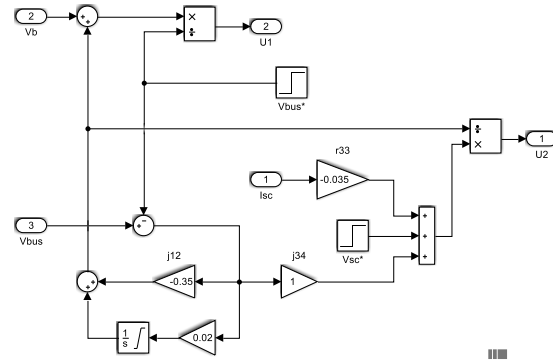 2
Vb
+
+
×
÷
2
U1
Vbus*
÷
×
1
U2
r33
1
Isc
-0.035
+
+
+
Vsc*
3
Vbus
+
−
j12
-0.35
j34
1
+
+
1
s
0.02